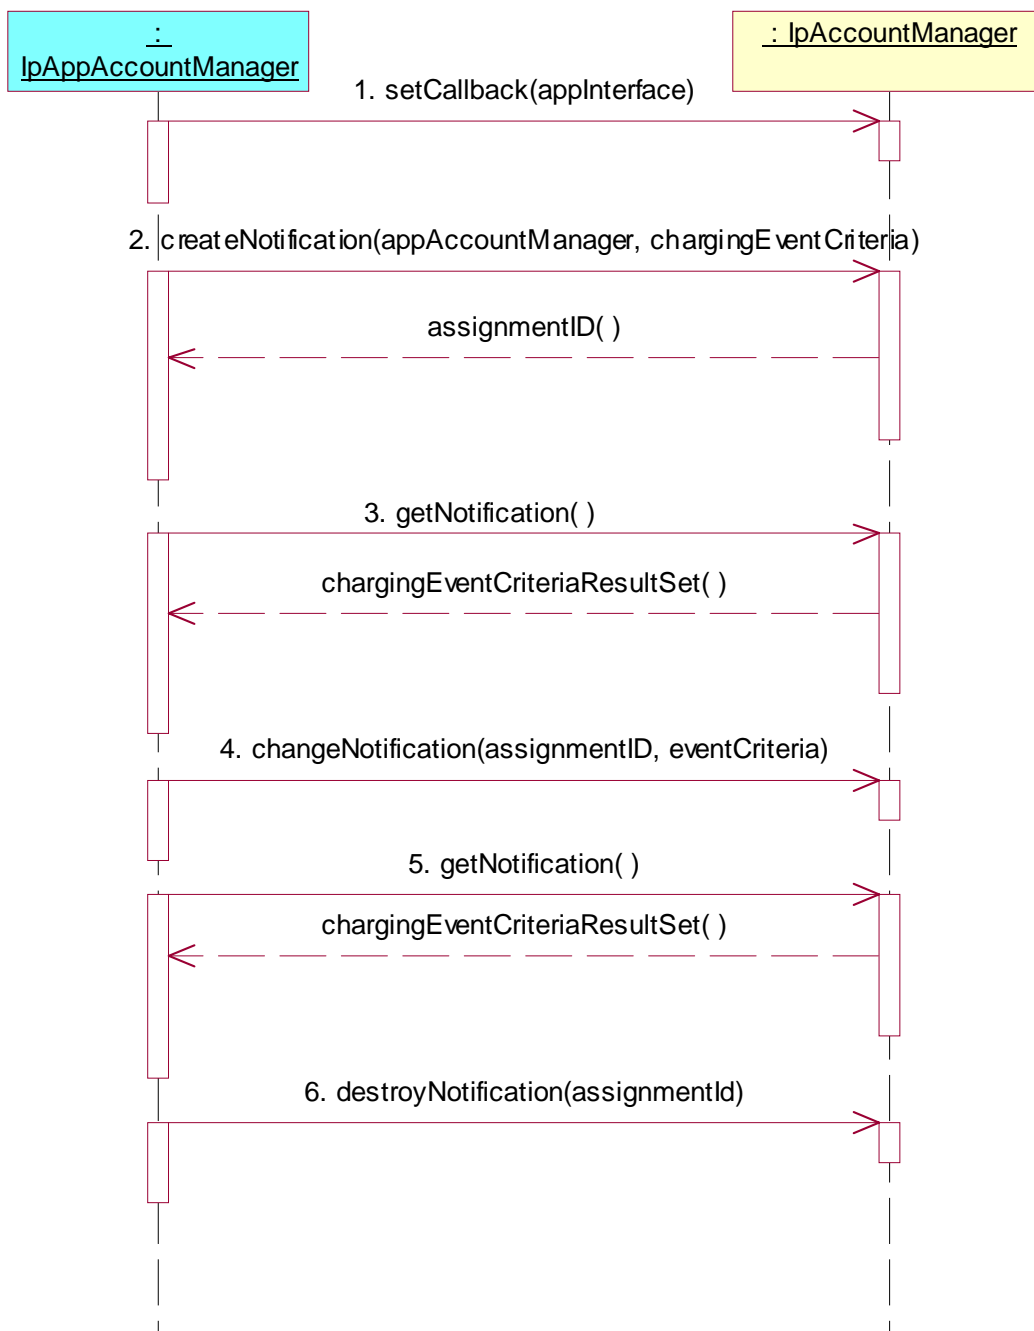 :
IpAppAccountManager
: IpAccountManager
1. setCallback(appInterface)
2. createNotification(appAccountManager, chargingEventCriteria)
assignmentID( )
3. getNotification( )
chargingEventCriteriaResultSet( )
4. changeNotification(assignmentID, eventCriteria)
5. getNotification( )
chargingEventCriteriaResultSet( )
6. destroyNotification(assignmentId)